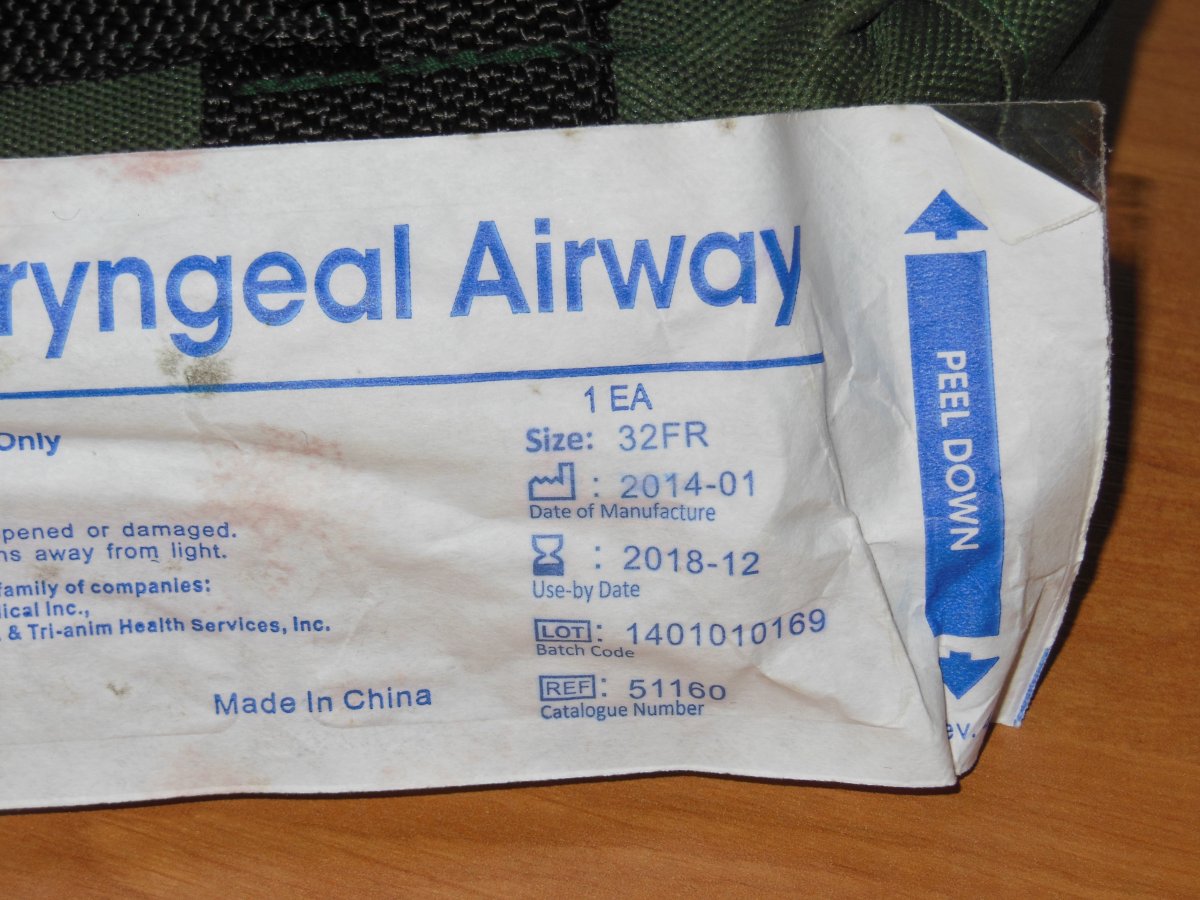 ryngeal Airway
1 EA
Only
Size: 32FR
: 2014-01
Date of Manufacture
pened or damaged.
ns away from light.
: 2018-12
Use-by Date
family of companies:
dical Inc.,
& Tri-anim Health Services, Inc.
LOT: 1401010169
Batch Code
Made In China
REF: 51160
Catalogue Number
PEEL DOWN
ev.